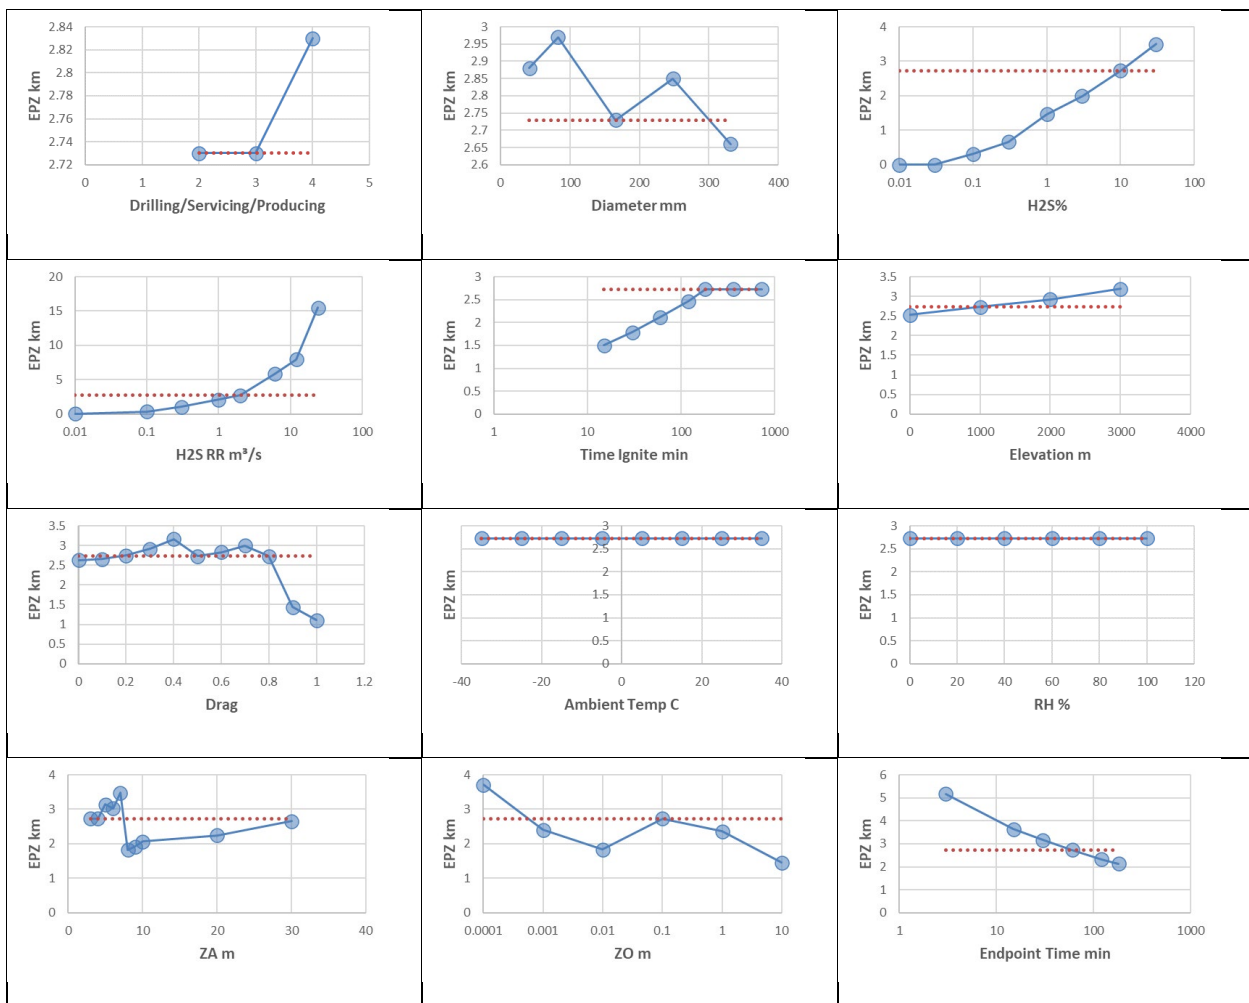 2.84
2.82
2.8
2.78
2.76
2.74
2.72
EPZ km
0 1 2 3 4 5
Drilling/Servicing/Producing
3
2.95
2.9
2.85
2.8
2.75
2.7
2.65
2.6
EPZ km
0 100 200 300 400
Diameter mm
4
3
2
1
0
EPZ km
0.01 0.1 1 10 100
H2S%
20
15
10
5
0
EPZ km
0.01 0.1 1 10 100
H2S RR m³/s
3
2.5
2
1.5
1
0.5
0
EPZ km
1 10 100 1000
Time Ignite min
3.5
3
2.5
2
1.5
1
0.5
0
EPZ km
0 1000 2000 3000 4000
Elevation m
3.5
3
2.5
2
1.5
1
0.5
0
EPZ km
0 0.2 0.4 0.6 0.8 1 1.2
Drag
3
2.5
2
1.5
1
0.5
0
EPZ km
-40 -20 0 20 40
Ambient Temp C
3
2.5
2
1.5
1
0.5
0
EPZ km
0 20 40 60 80 100 120
RH %
4
3
2
1
0
EPZ km
0 10 20 30 40
ZA m
4
3
2
1
0
EPZ km
0.0001 0.001 0.01 0.1 1 10
ZO m
6
5
4
3
2
1
0
EPZ km
1 10 100 1000
Endpoint Time min